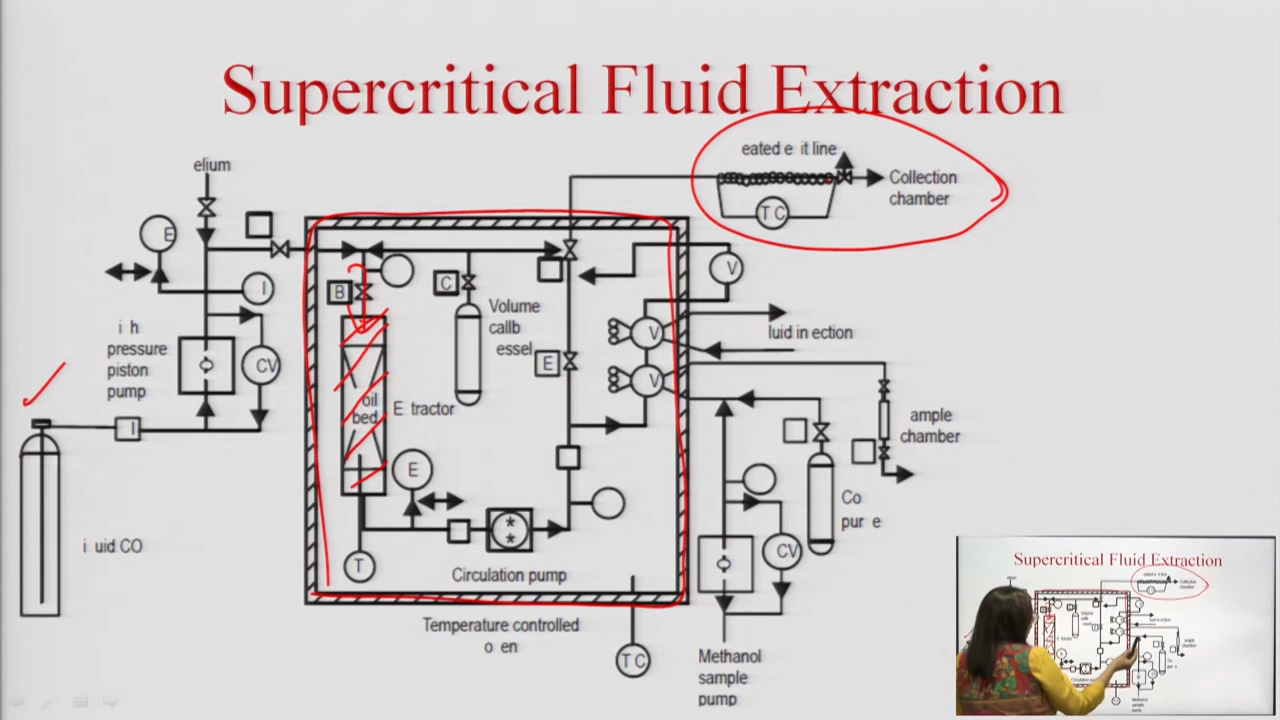 Supercritical Fluid Extraction
elium
eated e it line
Collection
chamber
T C
E
I
V
B
C
Volume
callb
essel
V
luid in ection
i h
pressure
piston
pump
CV
E
V
oil
bed
E tractor
ample
chamber
I
E
Co
pur e
i uid CO
T
* *
Circulation pump
CV
Temperature controlled
o en
T C
Methanol
sample
pump
Supercritical Fluid Extraction